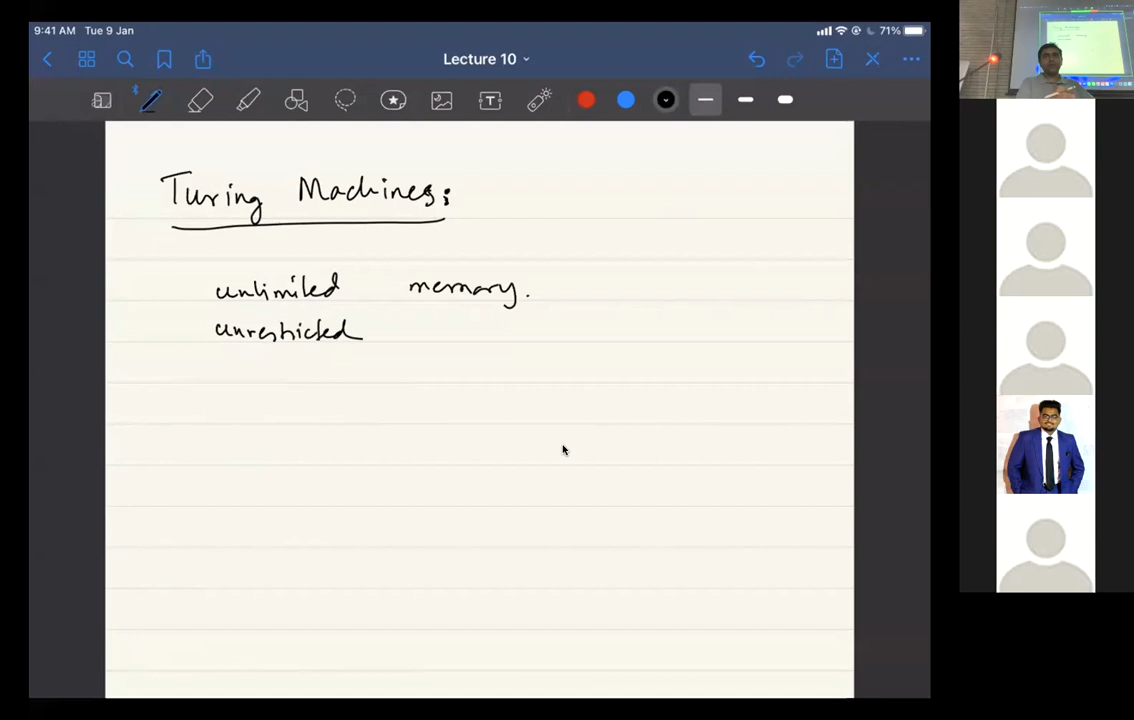 9:41 AM Tue 9 Jan
71%
Lecture 10
Turing Machines:
unlimited memory.
unrestricted